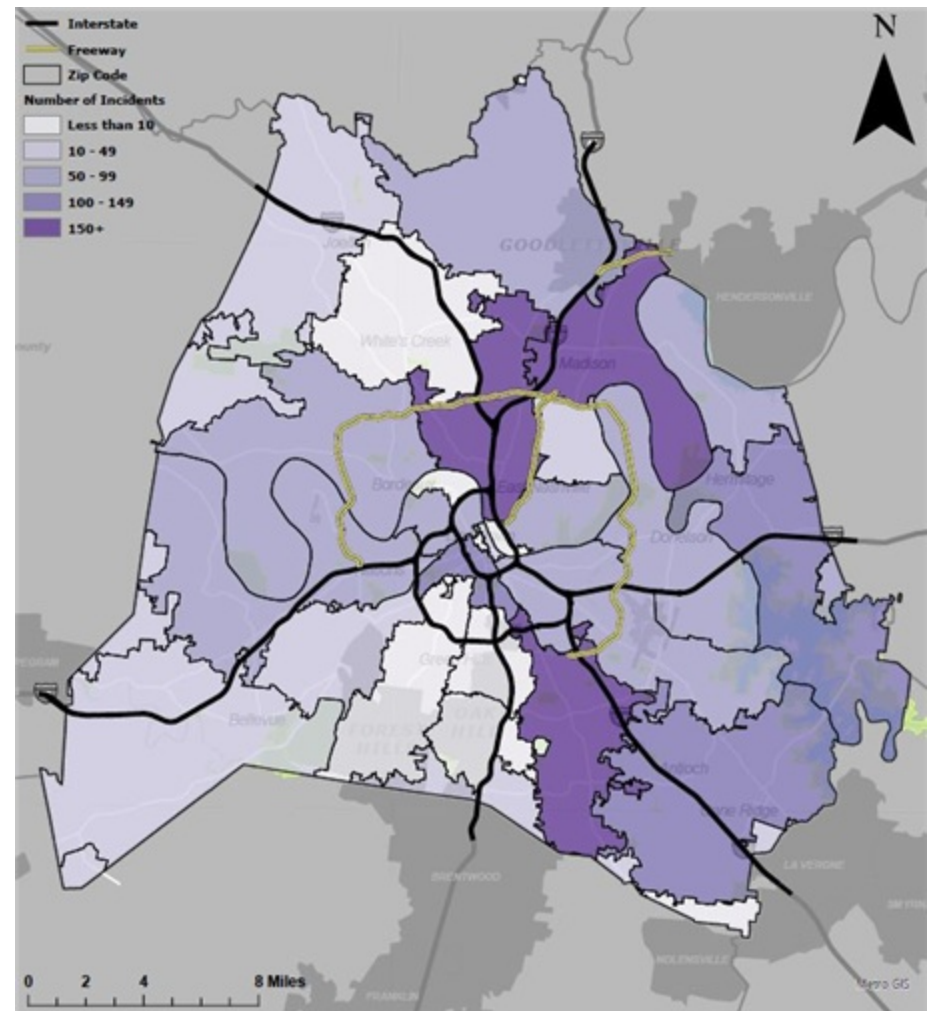 Interstate
Freeway
Zip Code
Number of Incidents
Less than 10
10 - 49
50 - 99
100 - 149
150+
N
Joelton
GOODLETTSVILLE
HENDERSONVILLE
White's Creek
Madison
Hermitage
Bordeaux
East Nashville
Donelson
PEGRAM
Green Hills
Bellevue
FOREST
HILLS
OAK
HILL
Antioch
Cane Ridge
LA VERGNE
BRENTWOOD
NOLENSVILLE
FRANKLIN
0 2 4 8 Miles
Metro GIS